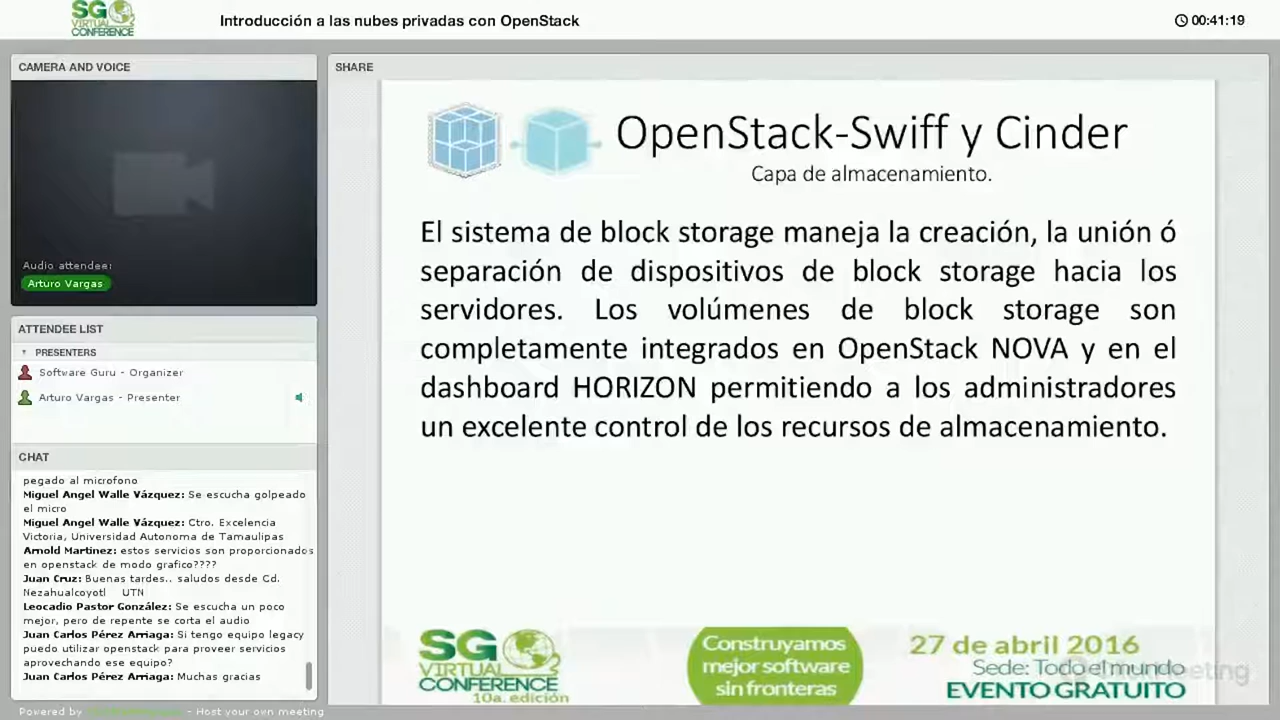 SG
VIRTUAL
CONFERENCE
Introducción a las nubes privadas con OpenStack
00:41:19
CAMERA AND VOICE
Audio attendee:
Arturo Vargas
ATTENDEE LIST
PRESENTERS
Software Guru - Organizer
Arturo Vargas - Presenter
CHAT
pegado al microfono
Miguel Angel Walle Vázquez: Se escucha golpeado
el micro
Miguel Angel Walle Vázquez: Ctro. Excelencia
Victoria, Universidad Autonoma de Tamaulipas
Arnold Martinez: estos servicios son proporcionados
en openstack de modo grafico????
Juan Cruz: Buenas tardes.. saludos desde Cd.
Nezahualcoyotl UTN
Leocadio Pastor González: Se escucha un poco
mejor, pero de repente se corta el audio
Juan Carlos Pérez Arriaga: Si tengo equipo legacy
puedo utilizar openstack para proveer servicios
aprovechando ese equipo?
Juan Carlos Pérez Arriaga: Muchas gracias
Powered by - Host your own meeting
SHARE
OpenStack-Swiff y Cinder
Capa de almacenamiento.
El sistema de block storage maneja la creación, la unión ó
separación de dispositivos de block storage hacia los
servidores. Los volúmenes de block storage son
completamente integrados en OpenStack NOVA y en el
dashboard HORIZON permitiendo a los administradores
un excelente control de los recursos de almacenamiento.
SG
VIRTUAL
CONFERENCE
10a. edición
Construyamos
mejor software
sin fronteras
27 de abril 2016
Sede: Todo el mundo
EVENTO GRATUITO
meeting